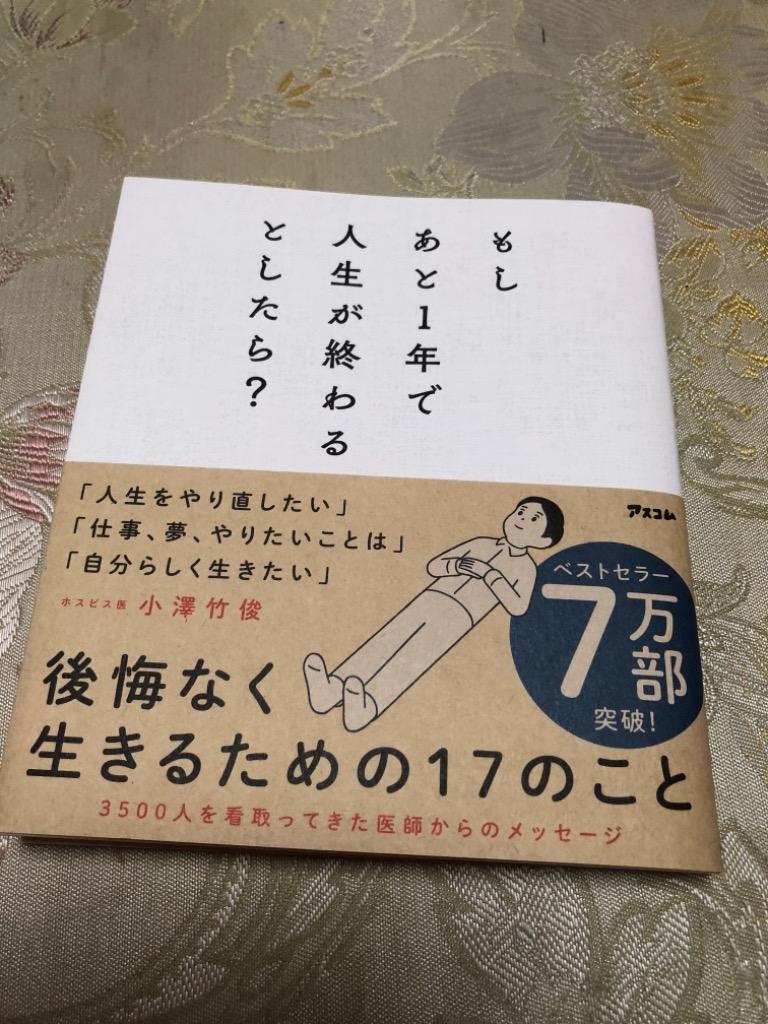 もし
あと1年で
人生が終わる
としたら?
アスコム
「人生をやり直したい」
「仕事、夢、やりたいことは」
「自分らしく生きたい」
ホスピス医 小澤竹俊
ベストセラー
7万部
突破!
後悔なく
生きるための17のこと
3500人を看取ってきた医師からのメッセージ